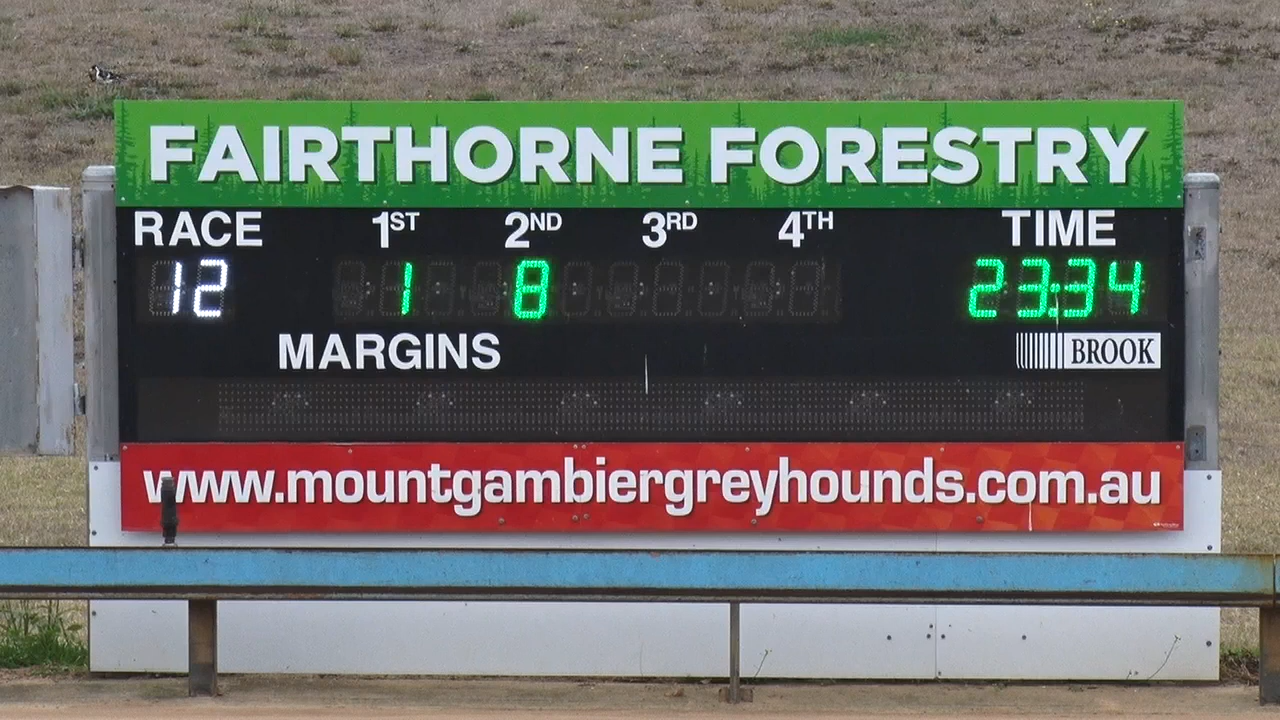 FAIRTHORNE FORESTRY
RACE 1ST 2ND 3RD 4TH TIME
12 1 8 23:34
MARGINS
BROOK
www.mountgambiergreyhounds.com.au